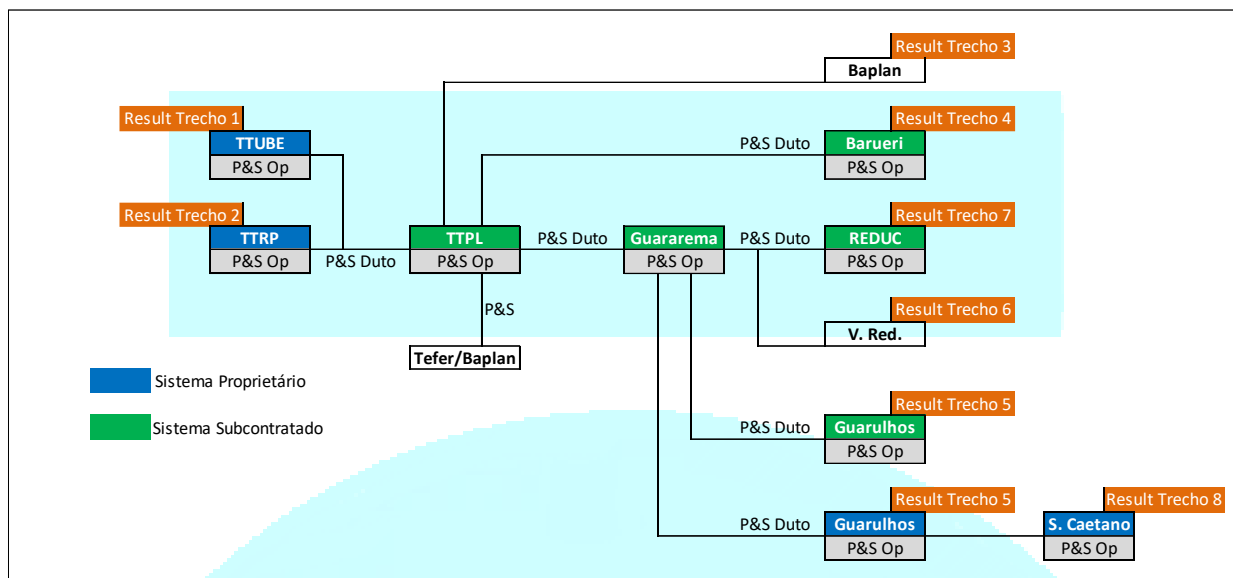 Result Trecho 3
Baplan
Result Trecho 1
TTUBE
P&S Op
Result Trecho 4
P&S Duto
Barueri
P&S Op
Result Trecho 2
TTRP
P&S Op
P&S Duto
TTPL
P&S Op
P&S Duto
Guararema
P&S Op
P&S Duto
Result Trecho 7
REDUC
P&S Op
P&S
Tefer/Baplan
Result Trecho 6
V. Red.
Sistema Proprietário
Sistema Subcontratado
Result Trecho 5
P&S Duto
Guarulhos
P&S Op
Result Trecho 5
P&S Duto
Guarulhos
P&S Op
Result Trecho 8
S. Caetano
P&S Op